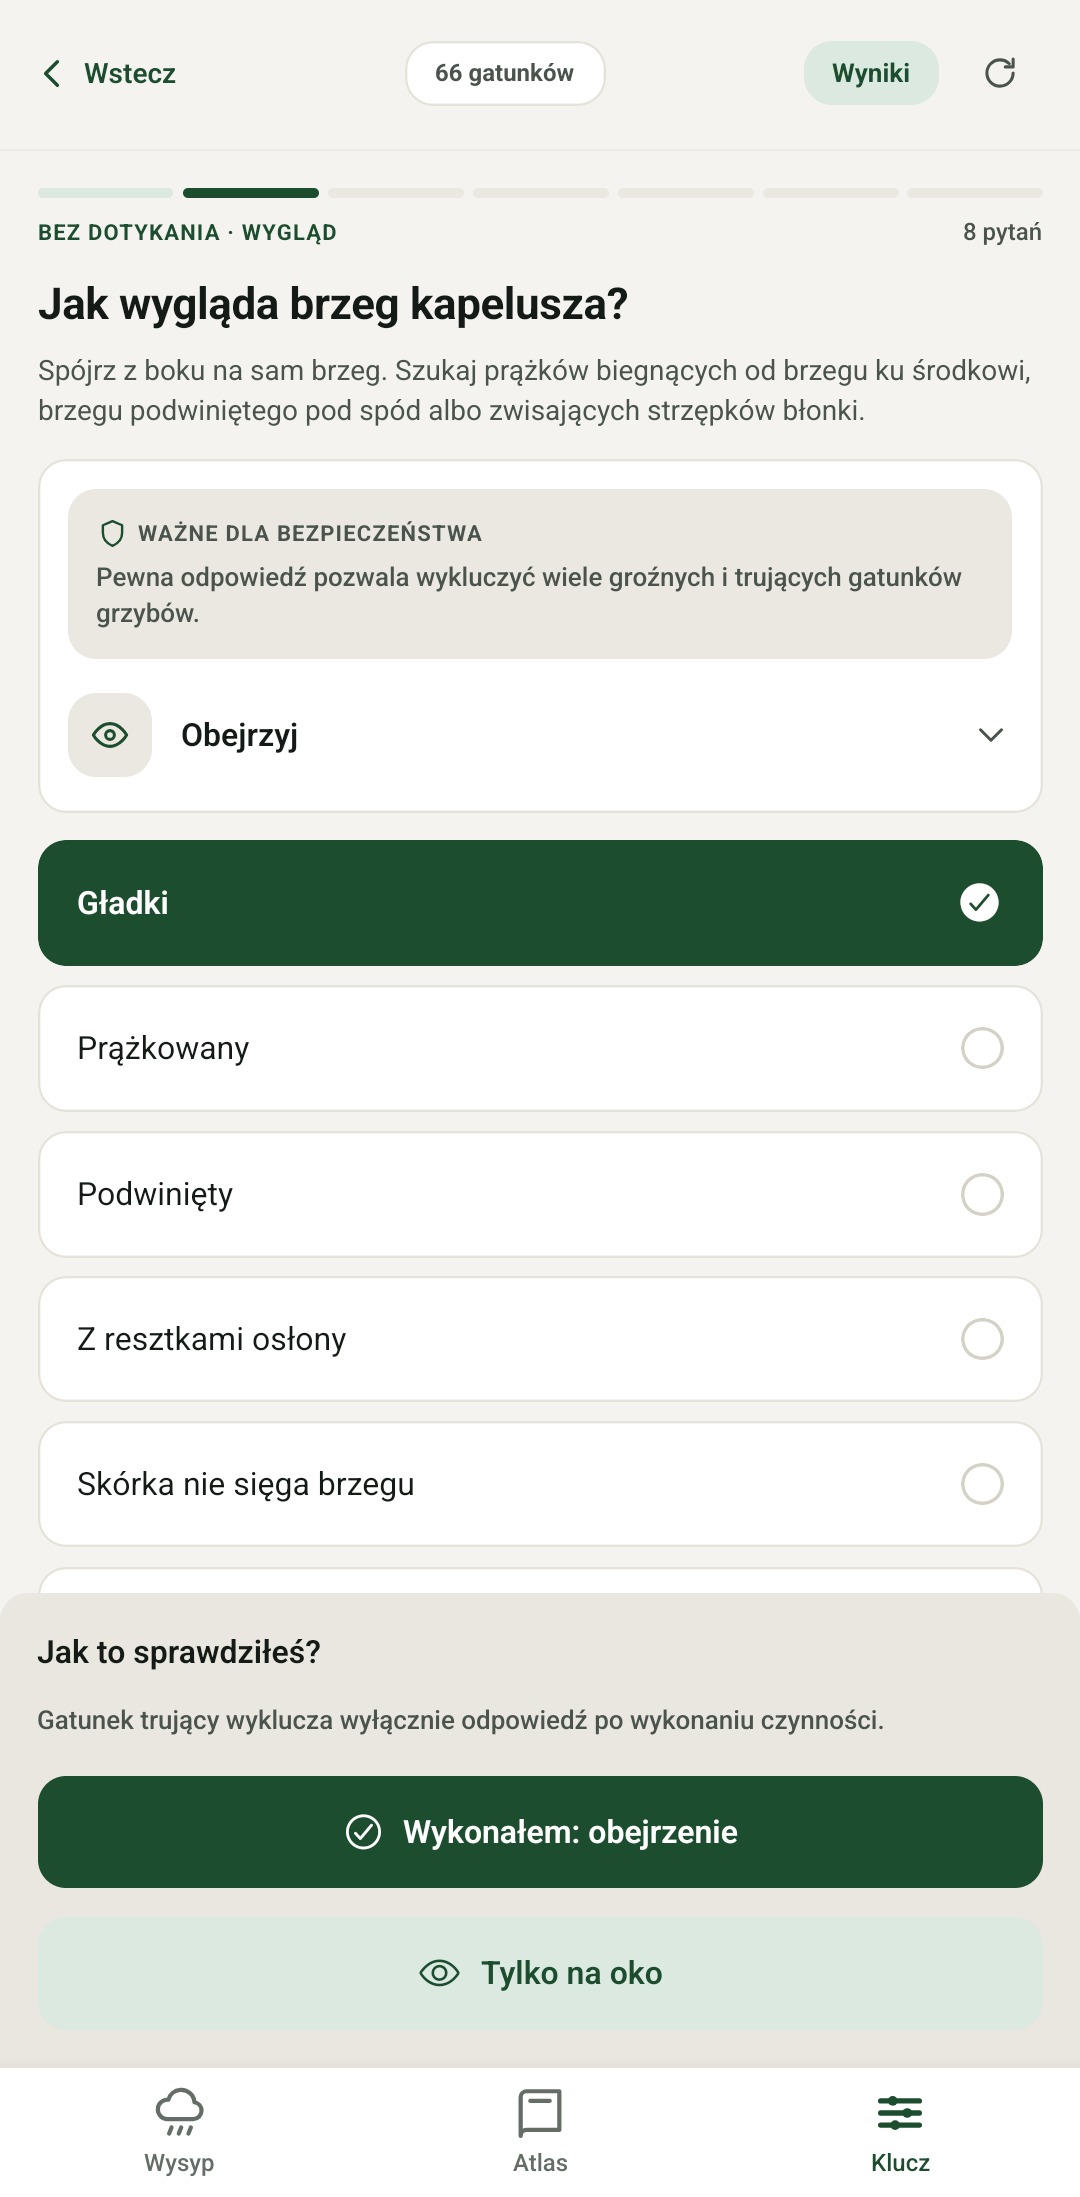 Wstecz
66 gatunków
Wyniki
BEZ DOTYKANIA · WYGLĄD
8 pytań
Jak wygląda brzeg kapelusza?
Spójrz z boku na sam brzeg. Szukaj prążków biegnących od brzegu ku środkowi,
brzegu podwiniętego pod spód albo zwisających strzępków błonki.
WAŻNE DLA BEZPIECZEŃSTWA
Pewna odpowiedź pozwala wykluczyć wiele groźnych i trujących gatunków
grzybów.
Obejrzyj
Gładki
Prążkowany
Podwinięty
Z resztkami osłony
Skórka nie sięga brzegu
Jak to sprawdziłeś?
Gatunek trujący wyklucza wyłącznie odpowiedź po wykonaniu czynności.
Wykonałem: obejrzenie
Tylko na oko
Wysyp
Atlas
Klucz